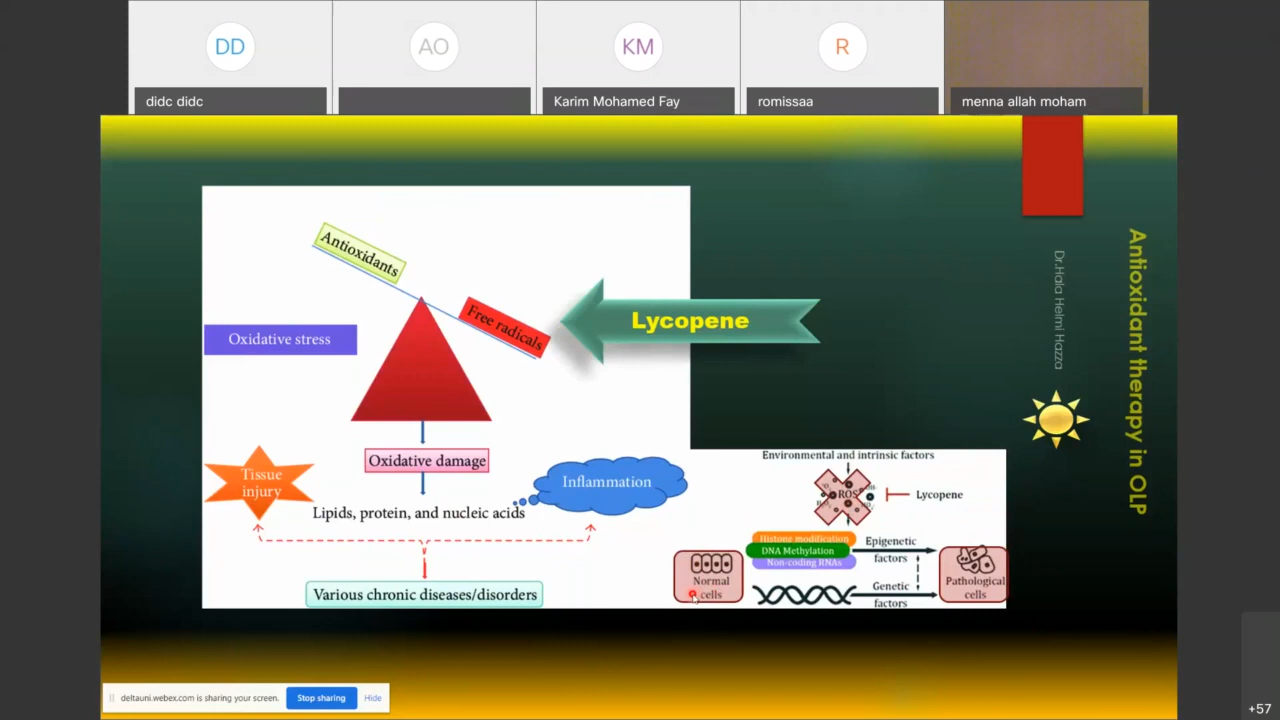 DD
AO
KM
R
didc didc
Karim Mohamed Fay
romissaa
menna allah moham
Antioxidant therapy in OLP
Dr.Hala Helmi Hazza
Antioxidants
Free radicals
Lycopene
Oxidative stress
Oxidative damage
Tissue
injury
Inflammation
Lipids, protein, and nucleic acids
Various chronic diseases/disorders
Environmental and intrinsic factors
ROS
Lycopene
Histone modification
DNA Methylation
Non-coding RNAs
Epigenetic
factors
Normal
cells
Genetic
factors
Pathological
cells
deltauni.webex.com is sharing your screen.
Stop sharing
Hide
+57